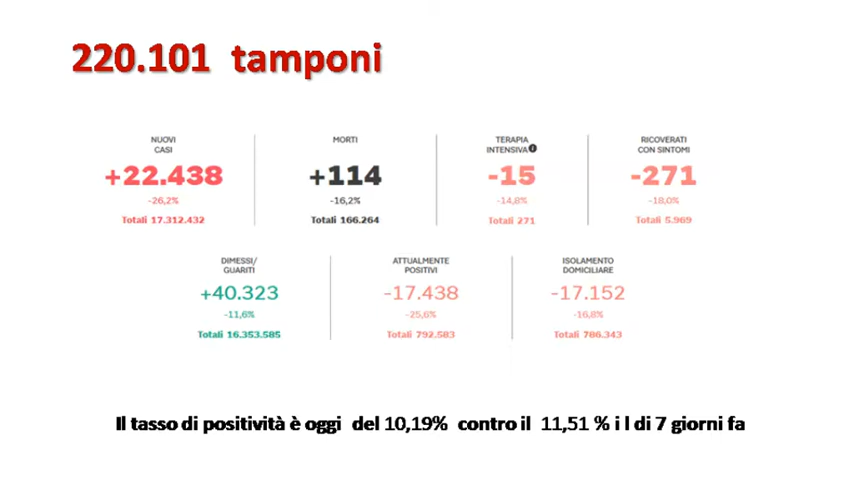 220.101 tamponi
NUOVI CASI
+22.438
-26,2%
Totali 17.312.432
MORTI
+114
-16,2%
Totali 166.264
TERAPIA INTENSIVA i
-15
-14,8%
Totali 271
RICOVERATI CON SINTOMI
-271
-18,0%
Totali 5.969
DIMESSI/ GUARITI
+40.323
-11,6%
Totali 16.353.585
ATTUALMENTE POSITIVI
-17.438
-25,6%
Totali 792.583
ISOLAMENTO DOMICILIARE
-17.152
-16,8%
Totali 786.343
Il tasso di positività è oggi del 10,19% contro il 11,51 % i l di 7 giorni fa